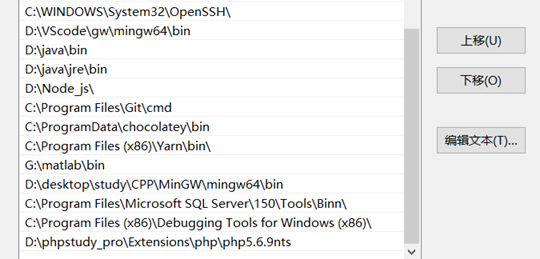 C:\WINDOWS\System32\OpenSSH\
D:\VScode\gw\mingw64\bin
D:\java\bin
D:\java\jre\bin
D:\Node_js\
C:\Program Files\Git\cmd
C:\ProgramData\chocolatey\bin
C:\Program Files (x86)\Yarn\bin\
G:\matlab\bin
D:\desktop\study\CPP\MinGW\mingw64\bin
C:\Program Files\Microsoft SQL Server\150\Tools\Binn\
C:\Program Files (x86)\Debugging Tools for Windows (x86)\
D:\phpstudy_pro\Extensions\php\php5.6.9nts
上移(U)
下移(O)
编辑文本(T)...